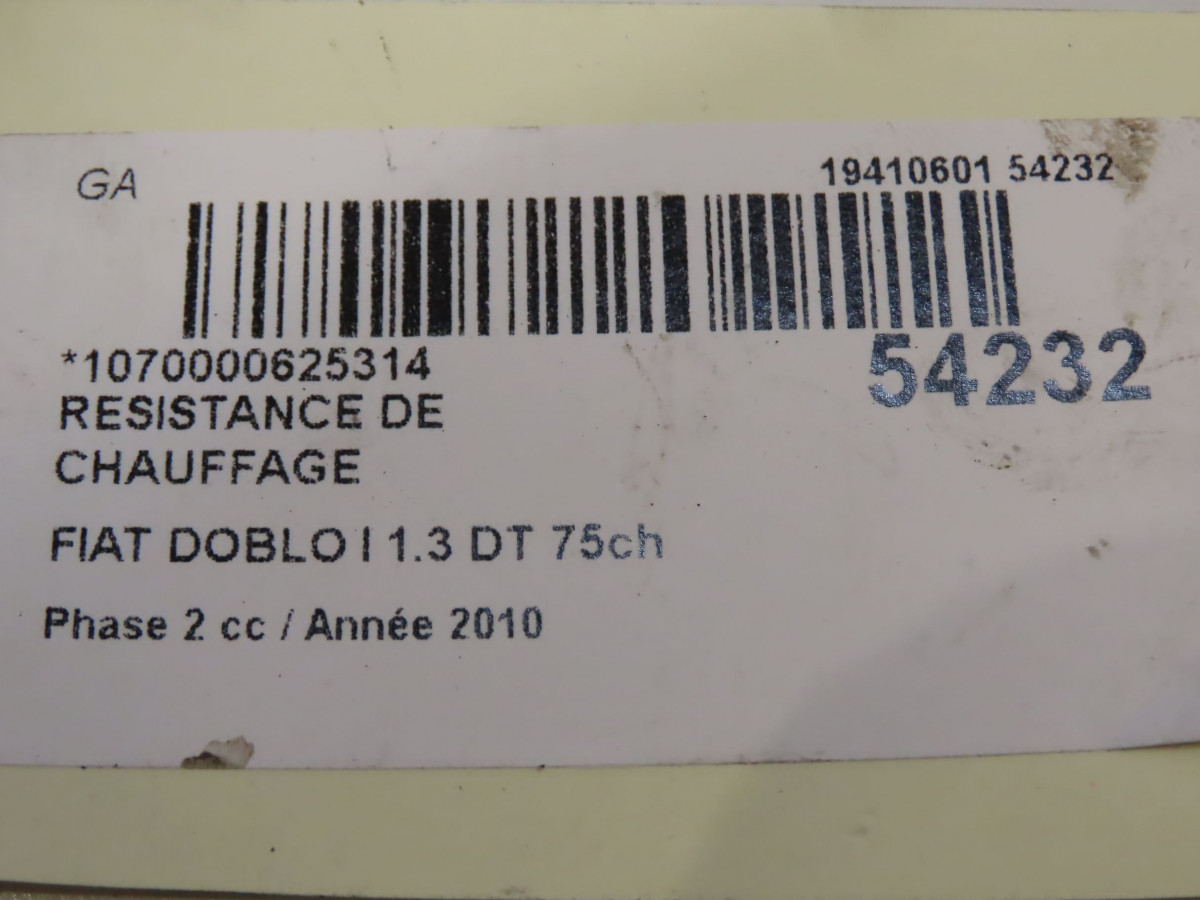 GA
19410601 54232
*1070000625314
54232
RESISTANCE DE
CHAUFFAGE
FIAT DOBLO I 1.3 DT 75ch
Phase 2 cc / Année 2010